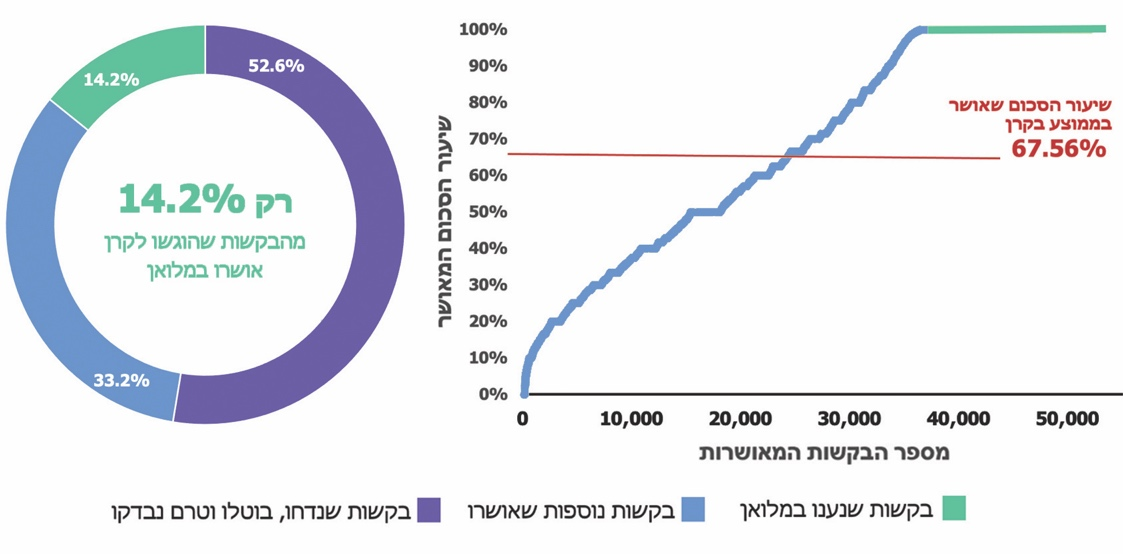 52.6%
14.2%
33.2%
רק 14.2%
מהבקשות שהוגשו לקרן
אושרו במלואן
שיעור הסכום המאושר
100%
90%
80%
70%
60%
50%
40%
30%
20%
10%
0%
שיעור הסכום שאושר
בממוצע בקרן
67.56%
0
10,000
20,000
30,000
40,000
50,000
מספר הבקשות המאושרות
בקשות שנענו במלואן
בקשות נוספות שאושרו
בקשות שנדחו, בוטלו וטרם נבדקו